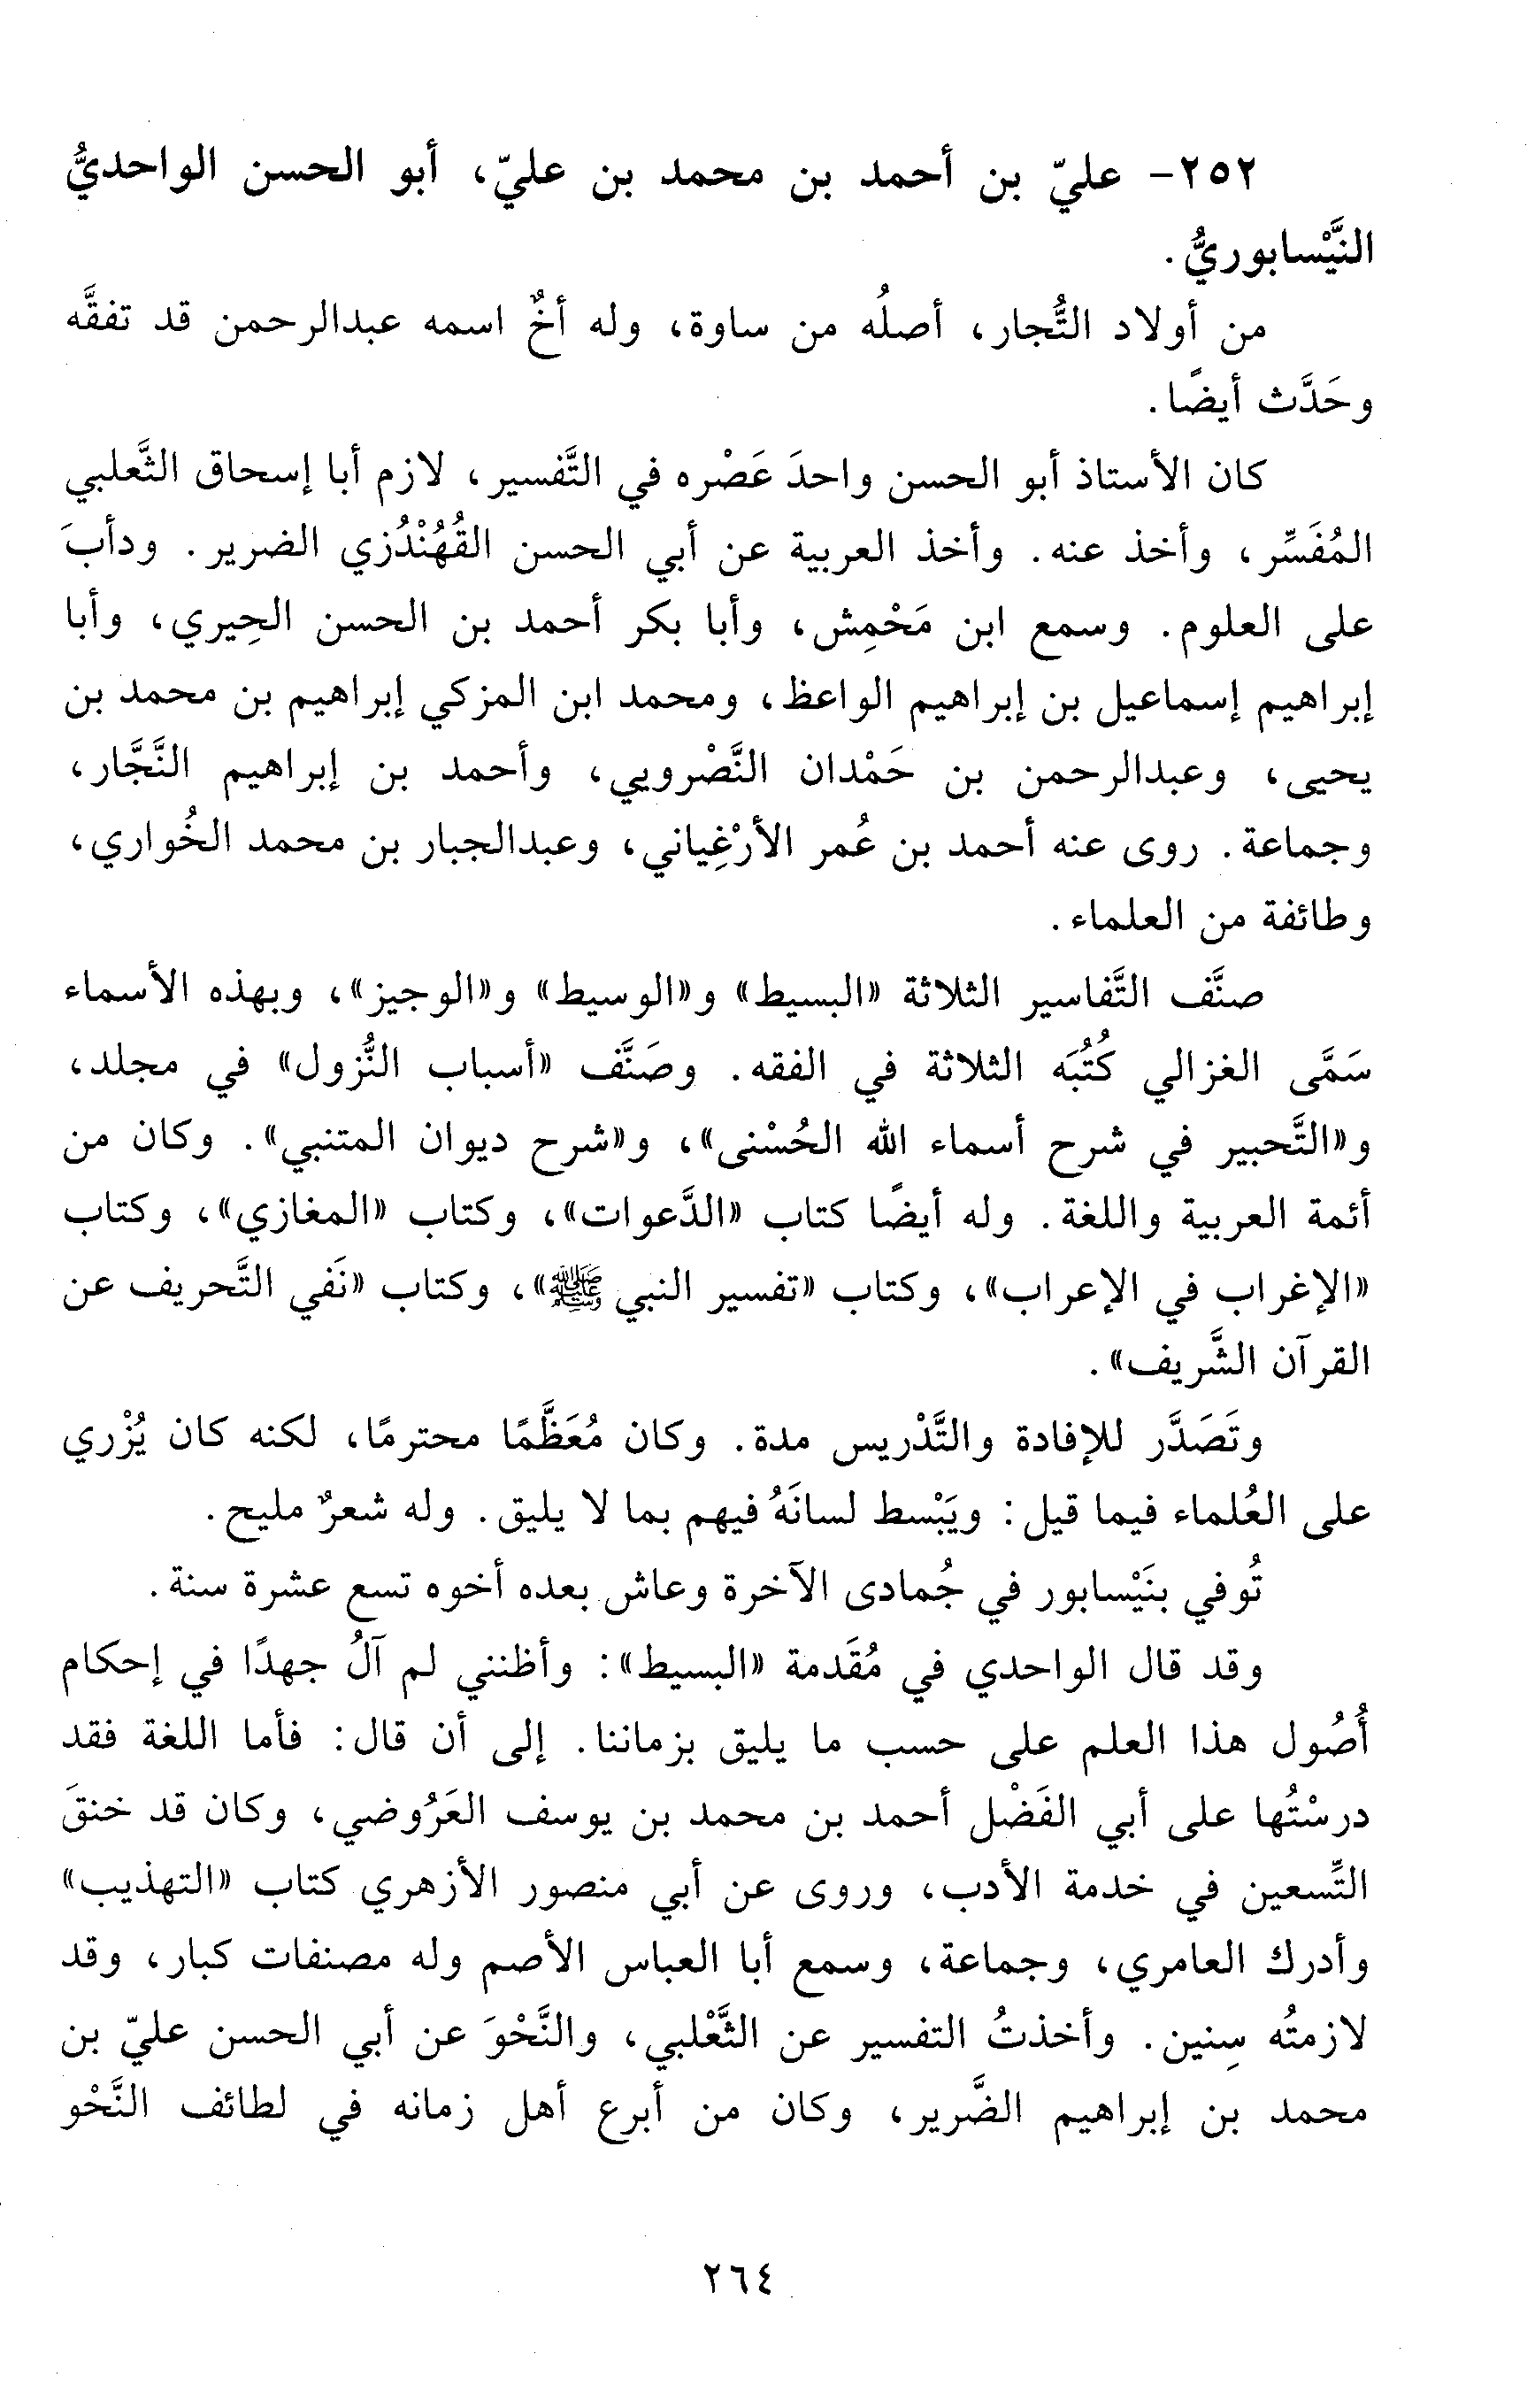 ٢٥٢- عليّ بن أحمد بن محمد بن عليّ، أبو الحسن الواحديُّ
النَّيْسابوريُّ.
من أولاد التُّجار، أصلُه من ساوة، وله أخٌ اسمه عبدالرحمن قد تفقَّه
وحَدَّث أيضًا.
كان الأستاذ أبو الحسن واحدَ عَصْره في التَّفسير، لازم أبا إسحاق الثَّعلبي
المُفَسِّر، وأخذ عنه. وأخذ العربية عن أبي الحسن القُهُنْدُزي الضرير. ودأبَ
على العلوم. وسمع ابن مَحْمِش، وأبا بكر أحمد بن الحسن الحِيري، وأبا
إبراهيم إسماعيل بن إبراهيم الواعظ، ومحمد ابن المزكي إبراهيم بن محمد بن
يحيى، وعبدالرحمن بن حَمْدان النَّصْرويي، وأحمد بن إبراهيم النَّجَّار،
وجماعة. روى عنه أحمد بن عُمر الأرْغِياني، وعبدالجبار بن محمد الخُواري،
وطائفة من العلماء.
صنَّف التَّفاسير الثلاثة «البسيط» و«الوسيط» و«الوجيز»، وبهذه الأسماء
سَمَّى الغزالي كُتُبَه الثلاثة في الفقه. وصَنَّف «أسباب النُّزول» في مجلد،
و«التَّحبير في شرح أسماء الله الحُسْنى»، و«شرح ديوان المتنبي». وكان من
أئمة العربية واللغة. وله أيضًا كتاب «الدَّعوات»، وكتاب «المغازي»، وكتاب
«الإغراب في الإعراب»، وكتاب «تفسير النبي ﷺ»، وكتاب «نَفي التَّحريف عن
القرآن الشَّريف».
وتَصَدَّر للإفادة والتَّدْريس مدة. وكان مُعَظَّمًا محترمًا، لكنه كان يُزْري
على العُلماء فيما قيل: ويَبْسط لسانَهُ فيهم بما لا يليق. وله شعرٌ مليح.
تُوفي بنَيْسابور في جُمادى الآخرة وعاش بعده أخوه تسع عشرة سنة.
وقد قال الواحدي في مُقَدمة «البسيط»: وأظنني لم آلُ جهدًا في إحكام
أُصُول هذا العلم على حسب ما يليق بزماننا. إلى أن قال: فأما اللغة فقد
درسْتُها على أبي الفَضْل أحمد بن محمد بن يوسف العَرُوضي، وكان قد خنقَ
التِّسعين في خدمة الأدب، وروى عن أبي منصور الأزهري كتاب «التهذيب»
وأدرك العامري، وجماعة، وسمع أبا العباس الأصم وله مصنفات كبار، وقد
لازمتُه سِنين. وأخذتُ التفسير عن الثَّعْلبي، والنَّحْوَ عن أبي الحسن عليّ بن
محمد بن إبراهيم الضَّرير، وكان من أبرع أهل زمانه في لطائف النَّحْو
٢٦٤